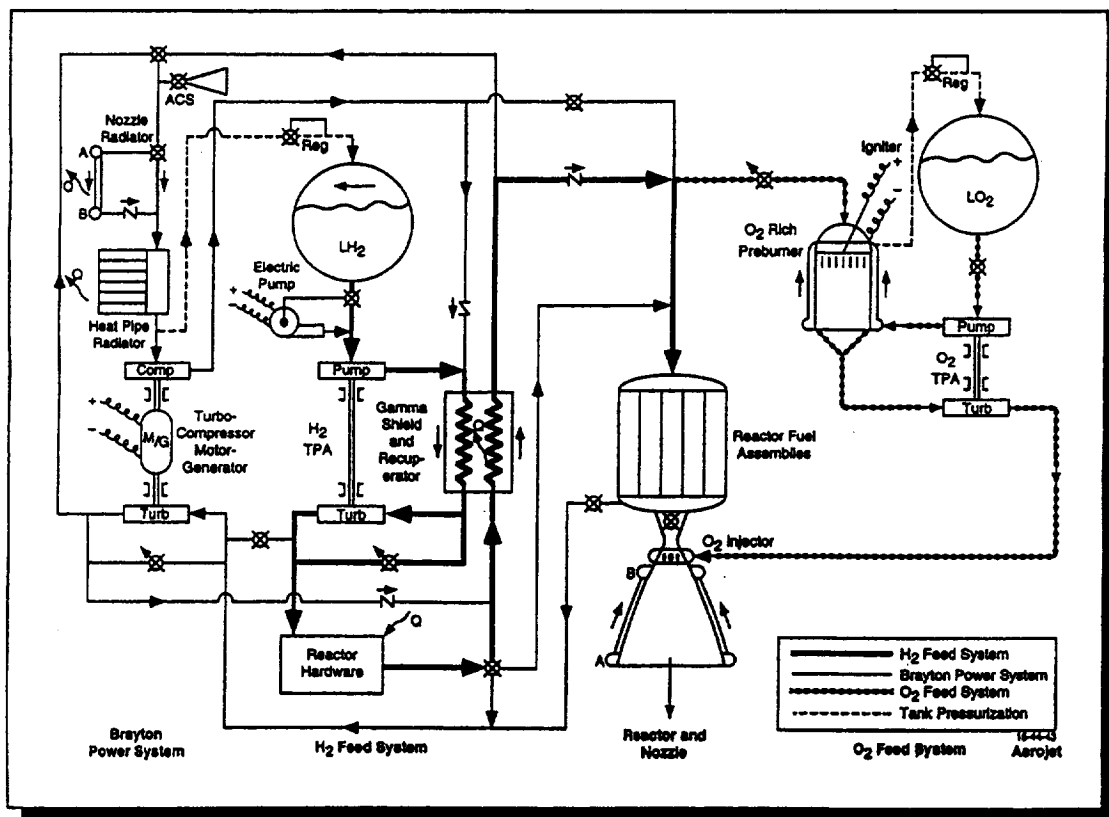 ACS
Reg
Reg
Nozzle
Radiator
A
B
Q
Igniter
+
-
LH2
LO2
O2 Rich
Preburner
Electric
Pump
+
-
Q
Heat Pipe
Radiator
Comp
Pump
Pump
+
-
M/G
Turbo-
Compressor
Motor-
Generator
H2
TPA
Gamma
Shield
and
Recup-
erator
Q
Reactor Fuel
Assemblies
O2
TPA
Turb
Turb
Turb
O2 Injector
B
A
Q
Reactor
Hardware
H2 Feed System
Brayton Power System
O2 Feed System
Tank Pressurization
Brayton
Power System
H2 Feed System
Reactor and
Nozzle
O2 Feed System
Aerojet